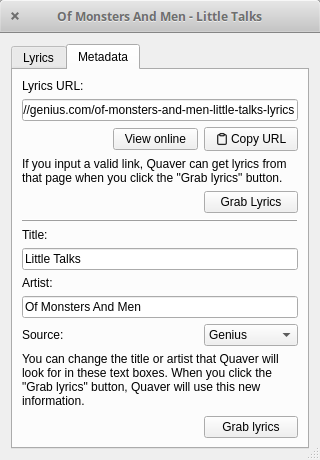 Of Monsters And Men - Little Talks
Lyrics
Metadata
Lyrics URL:
//genius.com/of-monsters-and-men-little-talks-lyrics
View online
Copy URL
If you input a valid link, Quaver can get lyrics from
that page when you click the "Grab lyrics" button.
Grab Lyrics
Title:
Little Talks
Artist:
Of Monsters And Men
Source:
Genius
You can change the title or artist that Quaver will
look for in these text boxes. When you click the
"Grab lyrics" button, Quaver will use this new
information.
Grab lyrics